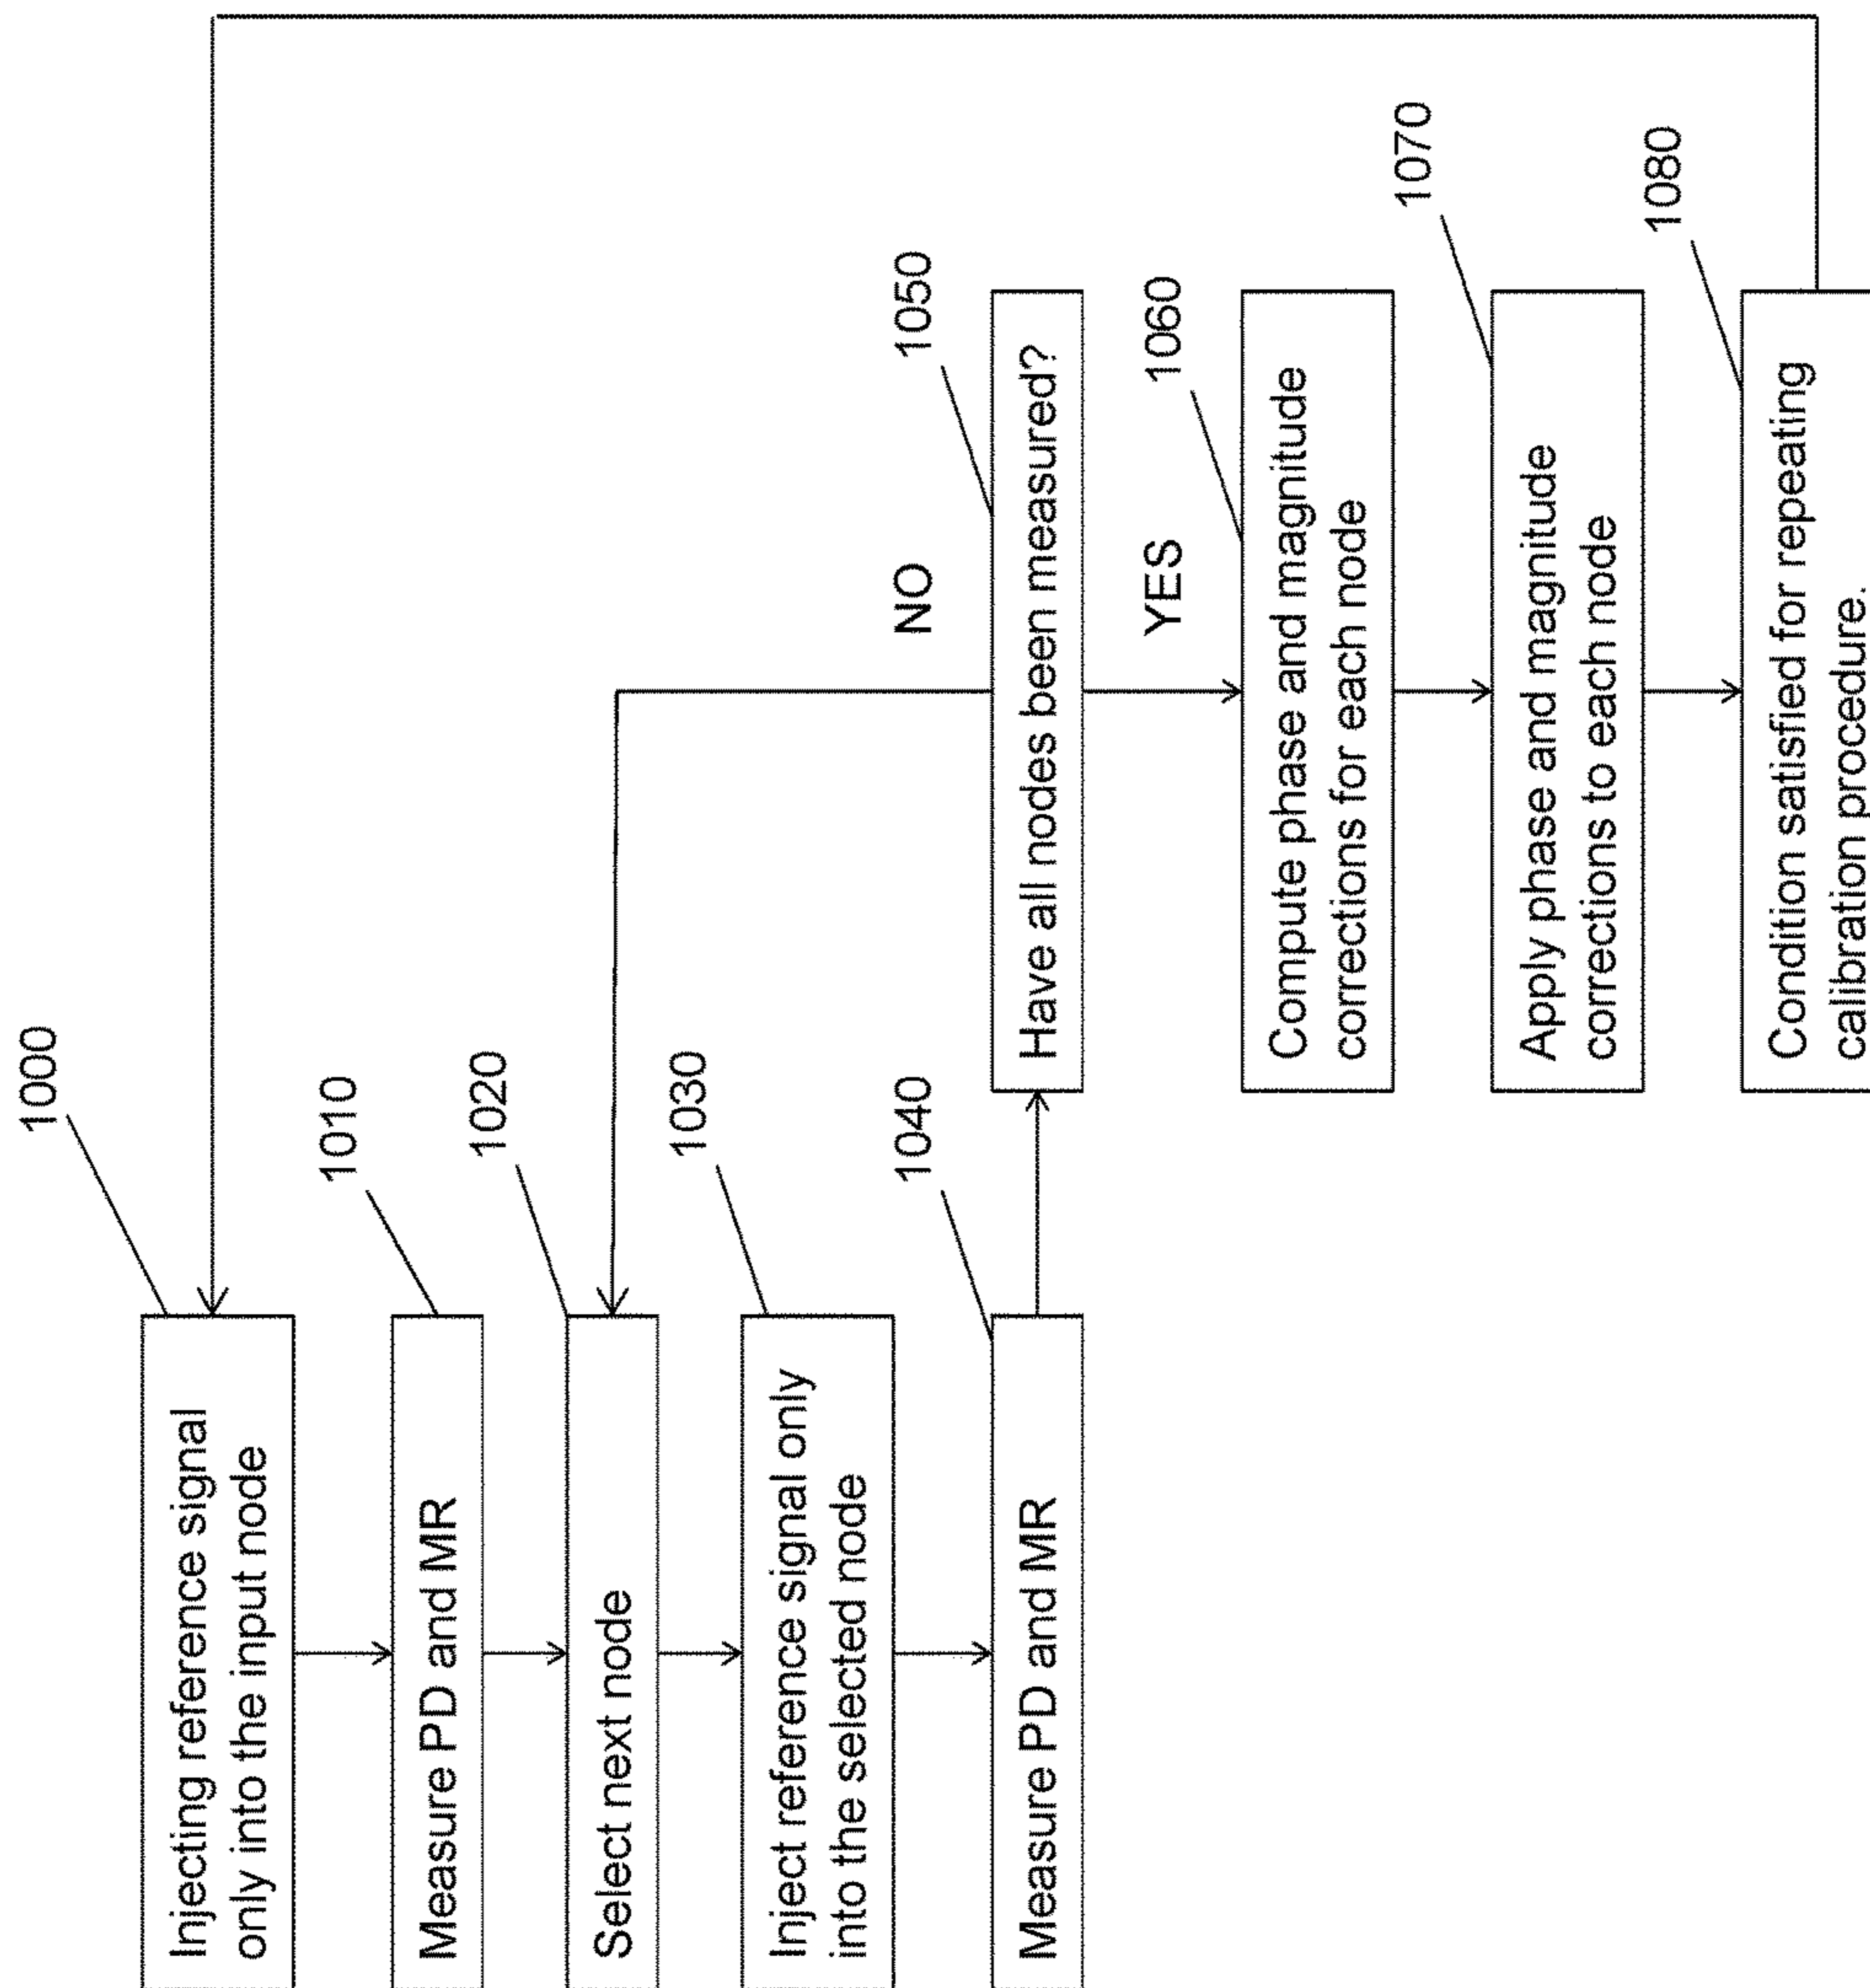 1000
Injecting reference signal
only into the input node
1010
Measure PD and MR
1020
Select next node
1030
Inject reference signal only
into the selected node
1040
Measure PD and MR
NO
1050
Have all nodes been measured?
YES
1060
Compute phase and magnitude
corrections for each node
1070
Apply phase and magnitude
corrections to each node
1080
Condition satisfied for repeating
calibration procedure.